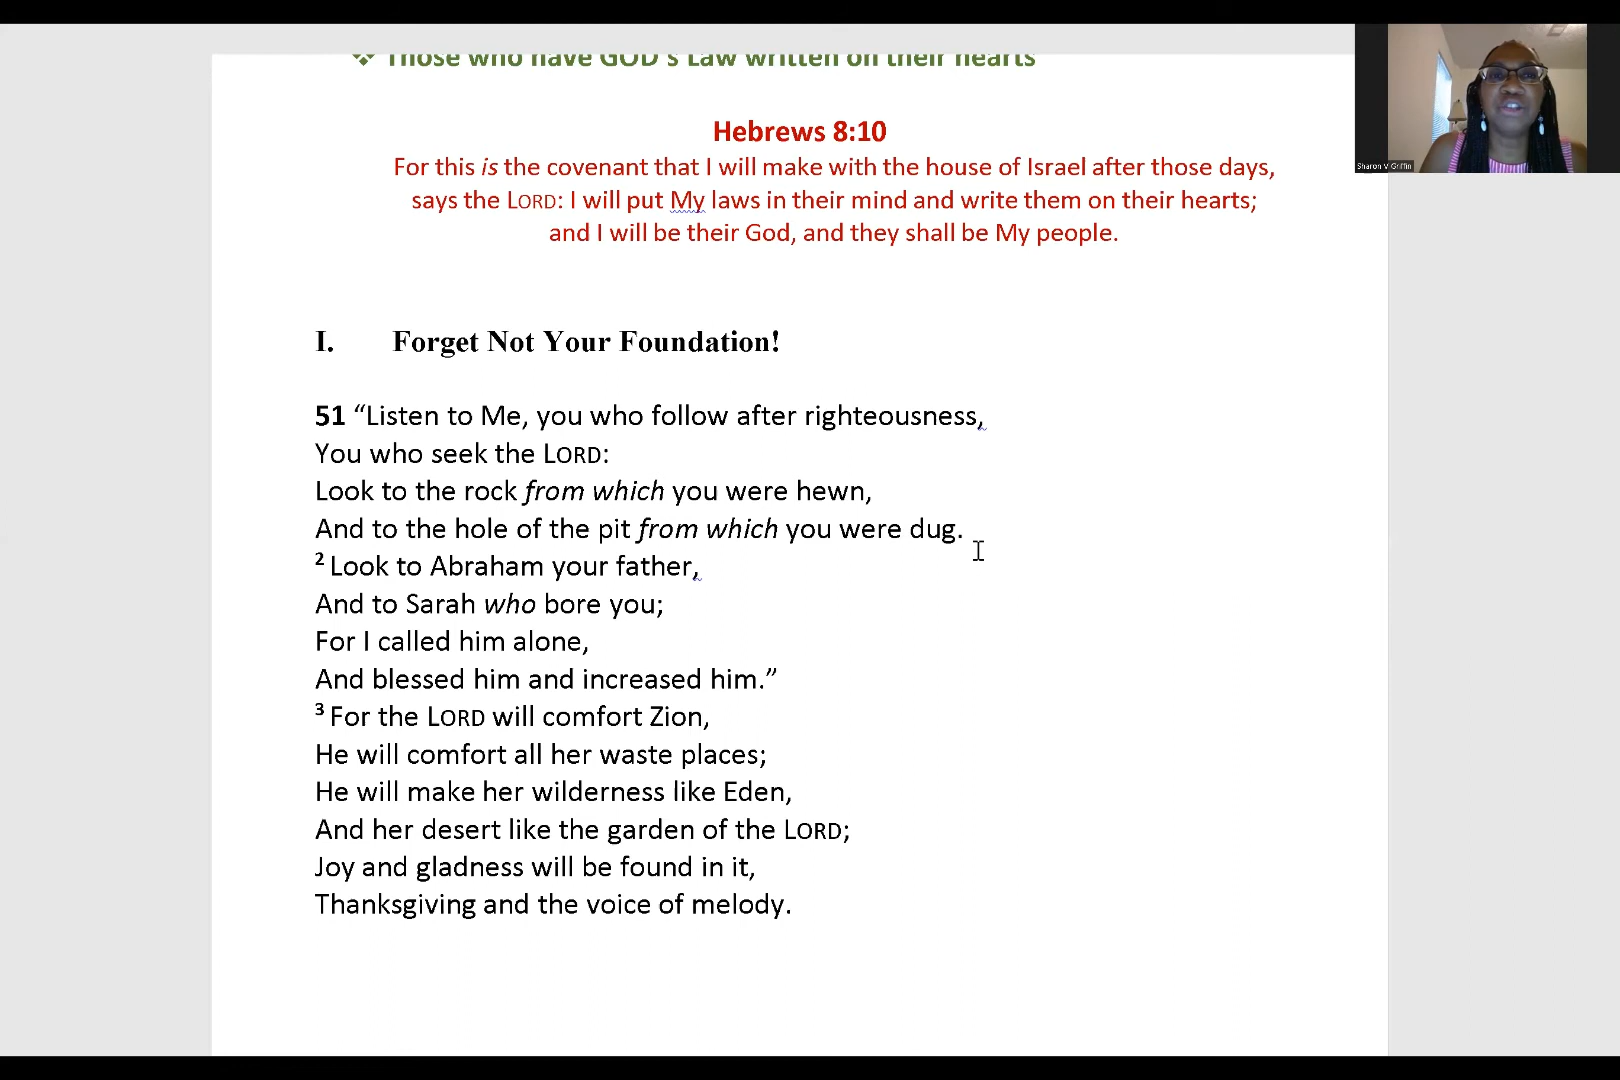 ❖ Those who have GOD's Law written on their hearts
Sharon V Griffin
Hebrews 8:10
For this is the covenant that I will make with the house of Israel after those days,
says the LORD: I will put My laws in their mind and write them on their hearts;
and I will be their God, and they shall be My people.
I. Forget Not Your Foundation!
51 “Listen to Me, you who follow after righteousness,
You who seek the LORD:
Look to the rock from which you were hewn,
And to the hole of the pit from which you were dug.
2 Look to Abraham your father,
And to Sarah who bore you;
For I called him alone,
And blessed him and increased him.”
3 For the LORD will comfort Zion,
He will comfort all her waste places;
He will make her wilderness like Eden,
And her desert like the garden of the LORD;
Joy and gladness will be found in it,
Thanksgiving and the voice of melody.